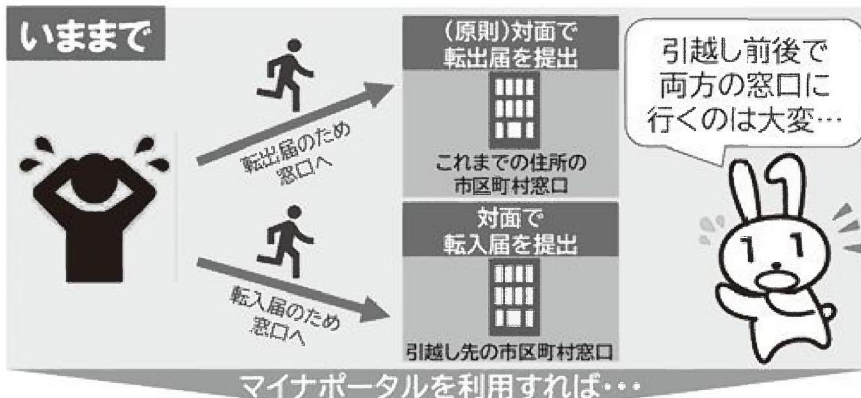 いままで
(原則)対面で
転出届を提出
転出届のため
窓口へ
これまでの住所の
市区町村窓口
対面で
転入届を提出
転入届のため
窓口へ
引越し先の市区町村窓口
引越し前後で
両方の窓口に
行くのは大変…
マイナポータルを利用すれば…